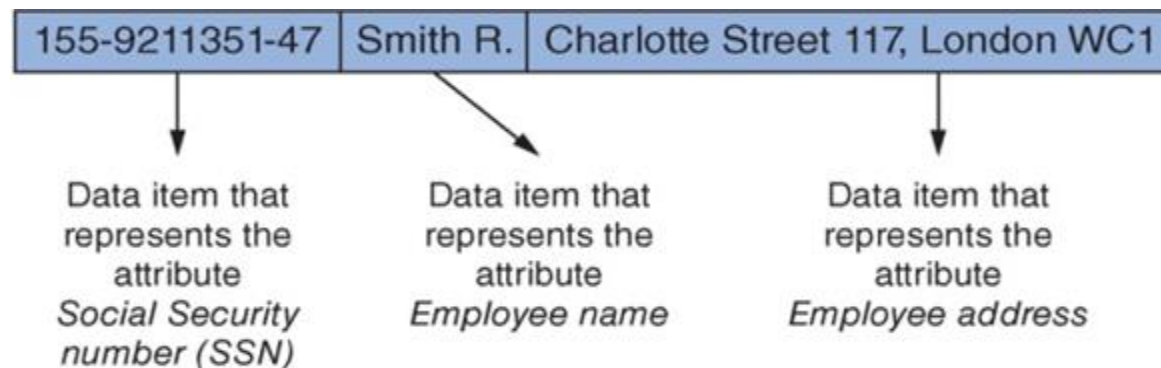 155-9211351-47 Smith R. Charlotte Street 117, London WC1
Data item that
represents the
attribute
Social Security
number (SSN)
Data item that
represents the
attribute
Employee name
Data item that
represents the
attribute
Employee address